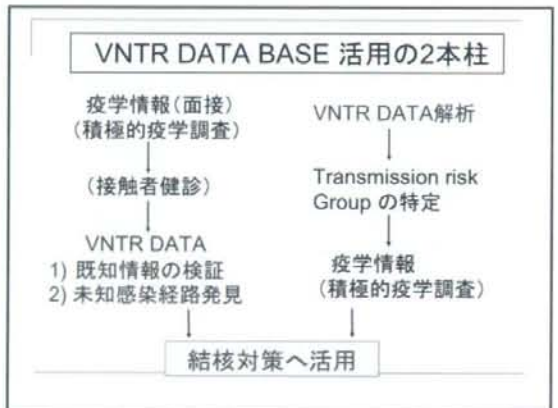 VNTR DATA BASE 活用の2本柱
疫学情報(面接)
(積極的疫学調査)
(接触者健診)
VNTR DATA
1) 既知情報の検証
2) 未知感染経路発見
VNTR DATA解析
Transmission risk
Group の特定
疫学情報
(積極的疫学調査)
結核対策へ活用